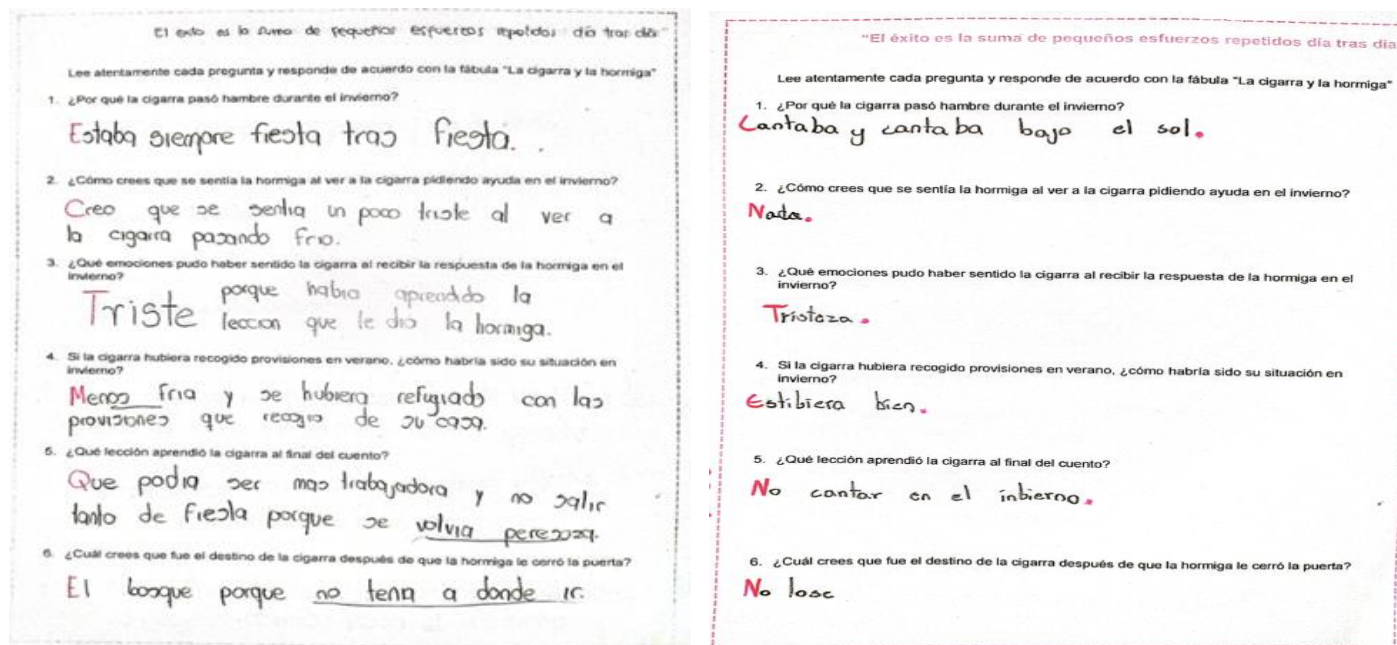 El exito es la suma de pequeños esfuerzos repetidos día tras día"
Lee atentamente cada pregunta y responde de acuerdo con la fábula "La cigarra y la hormiga"
1. ¿Por qué la cigarra pasó hambre durante el invierno?
Estaba siempre fiesta tras fiesta.
2. ¿Cómo crees que se sentía la hormiga al ver a la cigarra pidiendo ayuda en el invierno?
Creo que se sentia un poco triste al ver a
la cigarra pasando frio.
3. ¿Qué emociones pudo haber sentido la cigarra al recibir la respuesta de la hormiga en el
invierno?
Triste porque habia aprendido la
leccion que le dio la hormiga.
4. Si la cigarra hubiera recogido provisiones en verano, ¿cómo habría sido su situación en
invierno?
Menos fria y se hubiera refugiado con las
provisiones que recogio de su casa.
5. ¿Qué lección aprendió la cigarra al final del cuento?
Que podia ser mas trabajadora y no salir
tanto de fiesta porque se volvia perezosa.
6. ¿Cuál crees que fue el destino de la cigarra después de que la hormiga le cerró la puerta?
El bosque porque no tenia a donde ir.
"El éxito es la suma de pequeños esfuerzos repetidos día tras día
Lee atentamente cada pregunta y responde de acuerdo con la fábula "La cigarra y la hormiga"
1. ¿Por qué la cigarra pasó hambre durante el invierno?
Cantaba y cantaba bajo el sol.
2. ¿Cómo crees que se sentía la hormiga al ver a la cigarra pidiendo ayuda en el invierno?
Nada.
3. ¿Qué emociones pudo haber sentido la cigarra al recibir la respuesta de la hormiga en el
invierno?
Tristeza.
4. Si la cigarra hubiera recogido provisiones en verano, ¿cómo habría sido su situación en
invierno?
Estibiera bien.
5. ¿Qué lección aprendió la cigarra al final del cuento?
No cantar en el inbierno.
6. ¿Cuál crees que fue el destino de la cigarra después de que la hormiga le cerró la puerta?
No lose